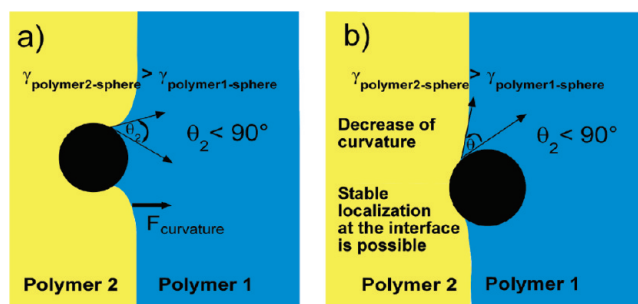 a)
γpolymer2-sphere > γpolymer1-sphere
θ2
θ2 < 90°
Fcurvature
Polymer 2
Polymer 1
b)
γpolymer2-sphere > γpolymer1-sphere
Decrease of
curvature
θ
θ2 < 90°
Stable
localization
at the interface
is possible
Polymer 2
Polymer 1